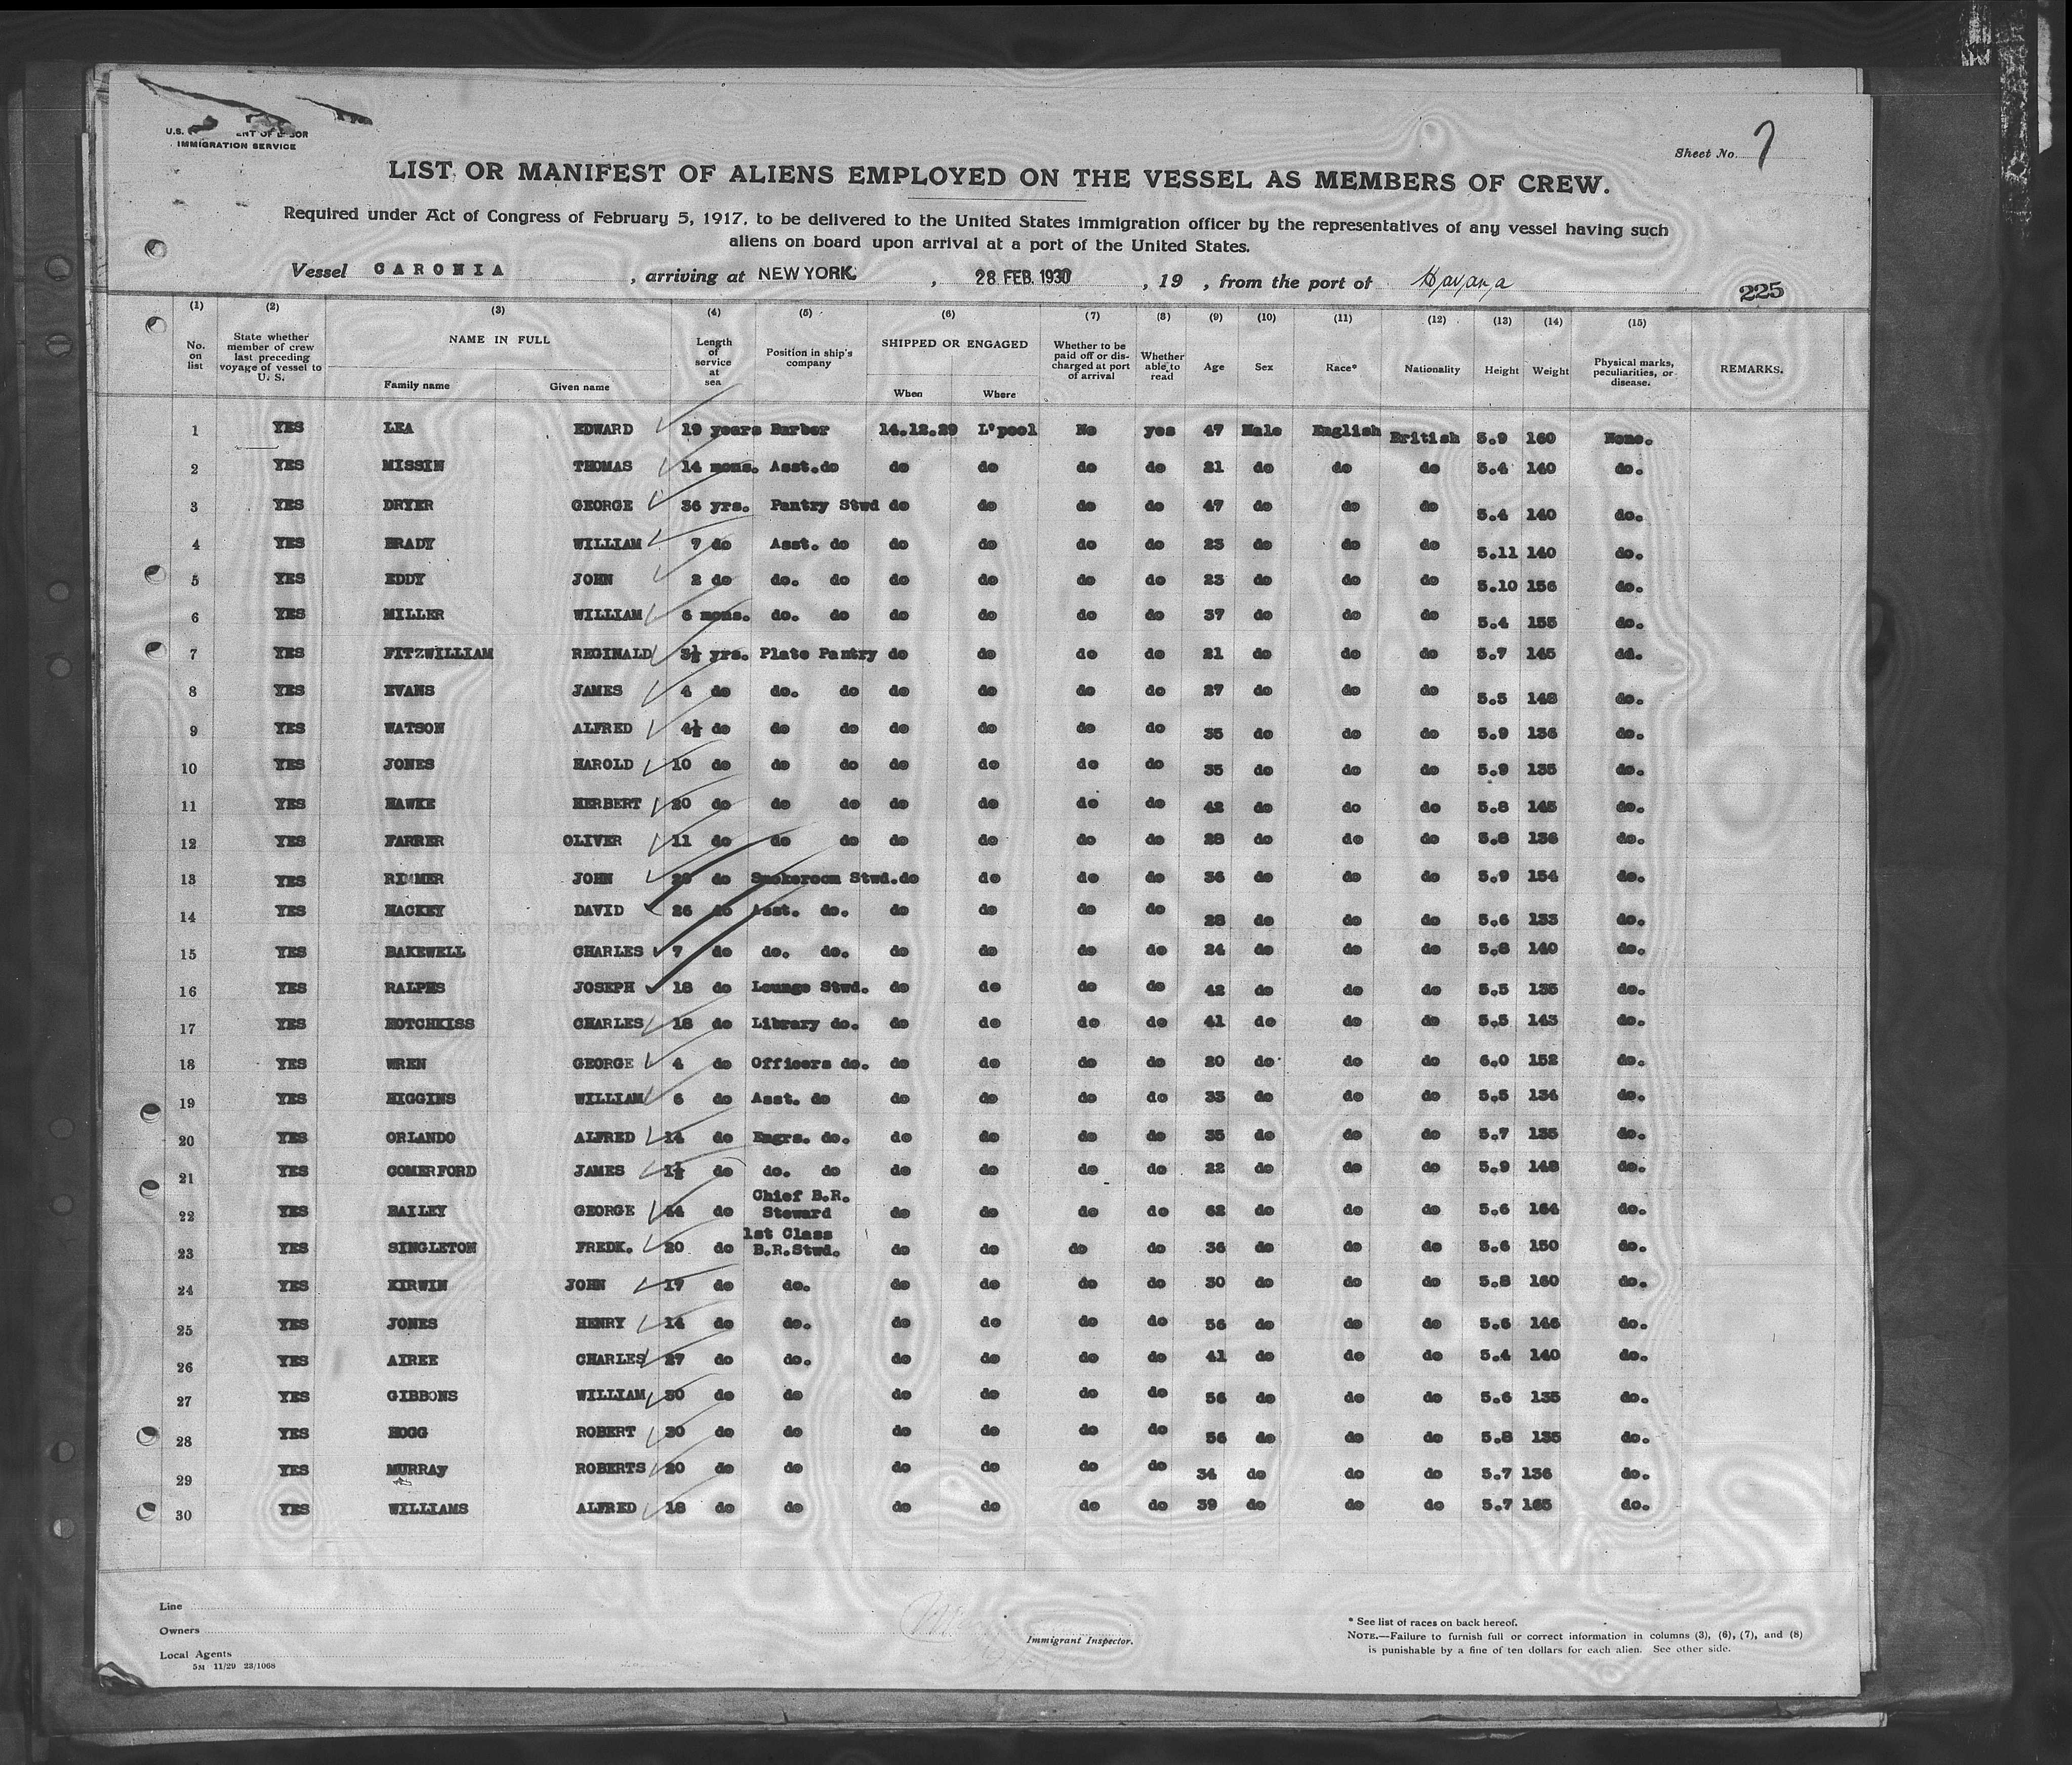 U.S. ENT OF LABOR
IMMIGRATION SERVICE
Sheet No. 7
LIST OR MANIFEST OF ALIENS EMPLOYED ON THE VESSEL AS MEMBERS OF CREW.
Required under Act of Congress of February 5, 1917, to be delivered to the United States immigration officer by the representatives of any vessel having such
aliens on board upon arrival at a port of the United States.
Vessel CARONIA , arriving at NEW YORK , 28 FEB. 1930 , 19 , from the port of Havana
225
(1) (2) (3) (4) (5) (6) (7) (8) (9) (10) (11) (12) (13) (14) (15)
No. on list State whether member of crew last preceding voyage of vessel to U. S. NAME IN FULL Family name Given name Length of service at sea Position in ship's company SHIPPED OR ENGAGED When Where Whether to be paid off or discharged at port of arrival Whether able to read Age Sex Race* Nationality Height Weight Physical marks, peculiarities, or disease. REMARKS.
1 YES LEA EDWARD 19 years Barber 14.12.29 L'pool No yes 47 Male English British 5.9 160 None.
2 YES MISSIN THOMAS 14 mons. Asst.do do do do do 21 do do do 5.4 140 do.
3 YES DRYER GEORGE 36 yrs. Pantry Stwd do do do do 47 do do do 5.4 140 do.
4 YES BRADY WILLIAM 7 do Asst. do do do do do 23 do do do 5.11 140 do.
5 YES EDDY JOHN 2 do do. do do do do do 23 do do do 5.10 156 do.
6 YES MILLER WILLIAM 6 mons. do. do do do do do 37 do do do 5.4 155 do.
7 YES FITZWILLIAM REGINALD 3½ yrs. Plate Pantry do do do do 21 do do do 5.7 145 dd.
8 YES EVANS JAMES 4 do do. do do do do do 27 do do do 5.5 148 do.
9 YES WATSON ALFRED 4½ do do do do do do do 35 do do do 5.9 136 do.
10 YES JONES HAROLD 10 do do do do do do do 35 do do do 5.9 135 do.
11 YES HAWKE HERBERT 20 do do do do do do do 42 do do do 5.8 145 do.
12 YES FARRER OLIVER 11 do do do do do do do 28 do do do 5.8 136 do.
13 YES RIMMER JOHN 20 do Smokeroom Stwd.do do do do 36 do do do 5.9 154 do.
14 YES HACKEY DAVID 26 do Asst. do. do do do do 28 do do do 5.6 133 do.
15 YES BAKEWELL CHARLES 7 do do. do. do do do do 24 do do do 5.8 140 do.
16 YES RALPHS JOSEPH 18 do Lounge Stwd. do do do do 42 do do do 5.5 135 do.
17 YES HOTCHKISS CHARLES 18 do Library do. do do do do 41 do do do 5.5 143 do.
18 YES WREN GEORGE 4 do Officers do. do do do do 20 do do do 6.0 152 do.
19 YES HIGGINS WILLIAM 6 do Asst. do do do do do 33 do do do 5.5 134 do.
20 YES ORLANDO ALFRED 14 do Engrs. do. do do do do 35 do do do 5.7 135 do.
21 YES COMERFORD JAMES 1½ do do. do do do do do 22 do do do 5.9 148 do.
22 YES BAILEY GEORGE 44 do Chief B.R. Steward do do do do 62 do do do 5.6 164 do.
23 YES SINGLETON FREDK. 20 do 1st Class B.R.Stwd. do do do do 36 do do do 5.6 150 do.
24 YES KIRWIN JOHN 17 do do. do do do do 30 do do do 5.8 160 do.
25 YES JONES HENRY 14 do do. do do do do 56 do do do 5.6 146 do.
26 YES AIREE CHARLES 27 do do. do do do do 41 do do do 5.4 140 do.
27 YES GIBBONS WILLIAM 30 do do do do do do 56 do do do 5.6 135 do.
28 YES HOGG ROBERT 30 do do do do do do 56 do do do 5.8 135 do.
29 YES MURRAY ROBERTS 20 do do do do do do 34 do do do 5.7 136 do.
30 YES WILLIAMS ALFRED 18 do do do do do do 39 do do do 5.7 165 do.
Line
Owners
Local Agents
5M 11/29 23/1068
Immigrant Inspector.
* See list of races on back hereof.
NOTE.—Failure to furnish full or correct information in columns (3), (6), (7), and (8)
is punishable by a fine of ten dollars for each alien. See other side.